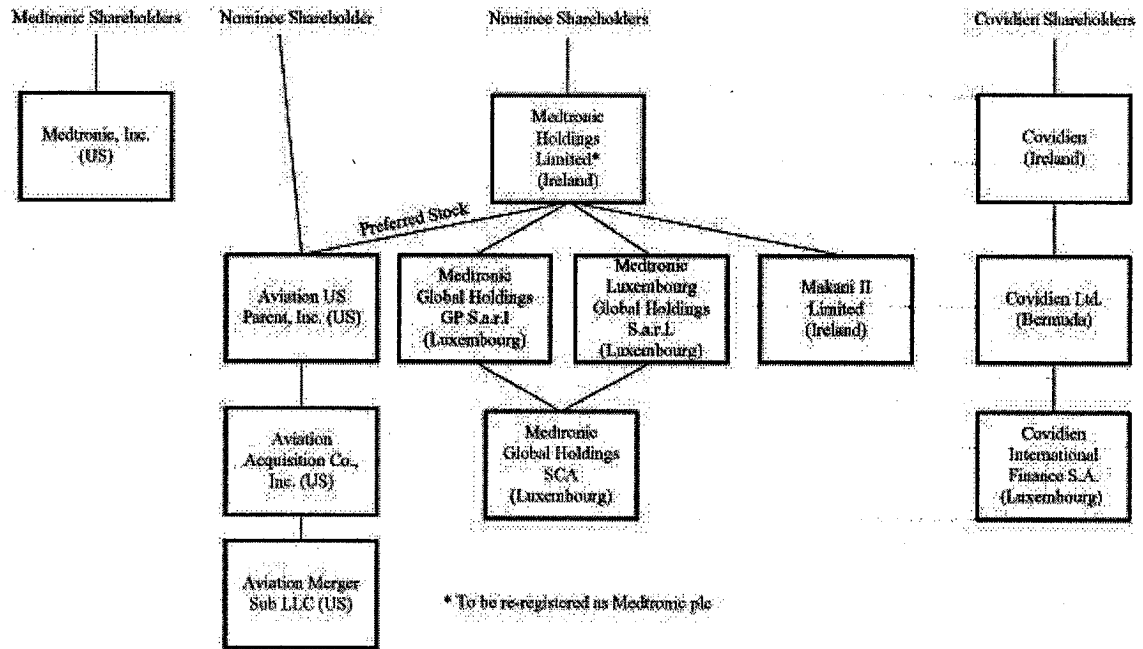 Medtronic Shareholders
Nominee Shareholder
Nominee Shareholders
Covidien Shareholders
Medtronic, Inc.
(US)
Medtronic
Holdings
Limited*
(Ireland)
Covidien
(Ireland)
Preferred Stock
Aviation US
Parent, Inc. (US)
Medtronic
Global Holdings
GP S.a.r.l
(Luxembourg)
Medtronic
Luxembourg
Global Holdings
S.a.r.l.
(Luxembourg)
Makani II
Limited
(Ireland)
Covidien Ltd.
(Bermuda)
Aviation
Acquisition Co.,
Inc. (US)
Medtronic
Global Holdings
SCA
(Luxembourg)
Covidien
International
Finance S.A.
(Luxembourg)
Aviation Merger
Sub LLC (US)
* To be re-registered as Medtronic plc